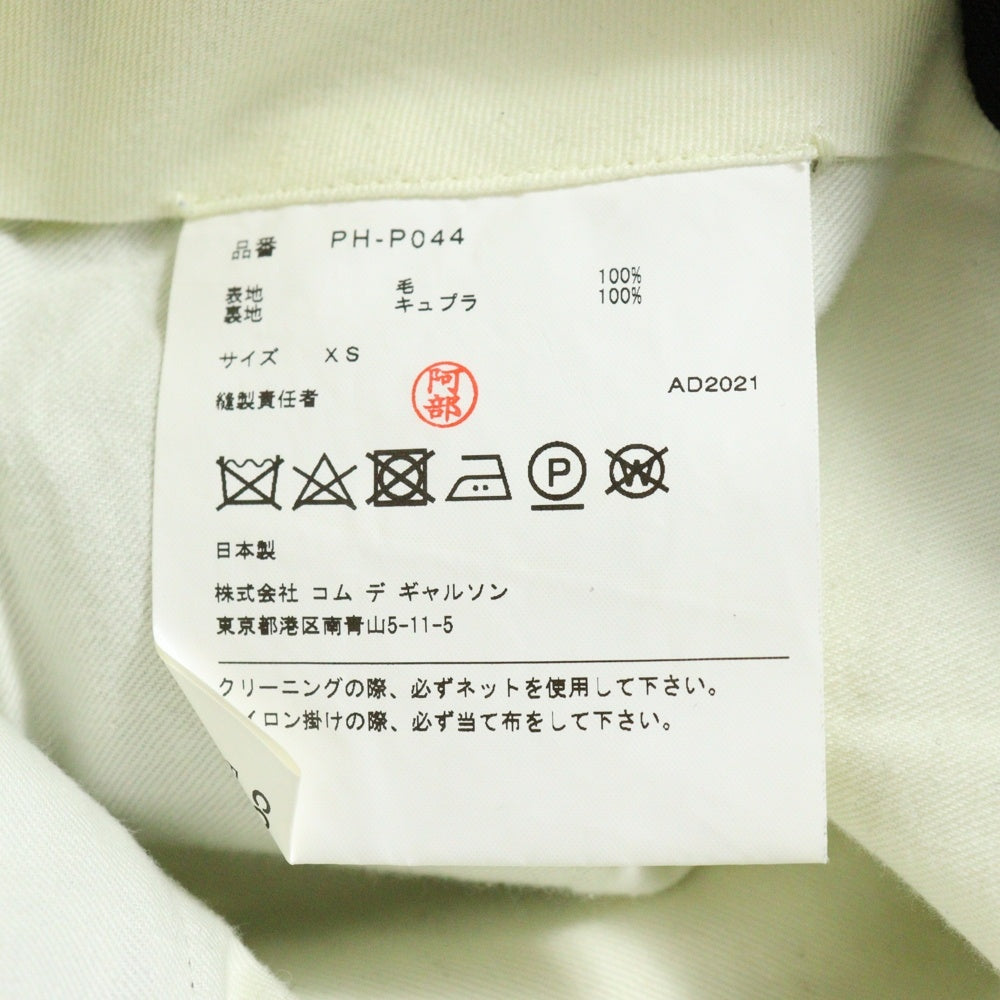 品番 PH-P044
表地 毛 100%
裏地 キュプラ 100%
サイズ XS
縫製責任者 阿部 AD2021
P W
日本製
株式会社 コム デ ギャルソン
東京都港区南青山5-11-5
クリーニングの際、必ずネットを使用して下さい。
イロン掛けの際、必ず当て布をして下さい。